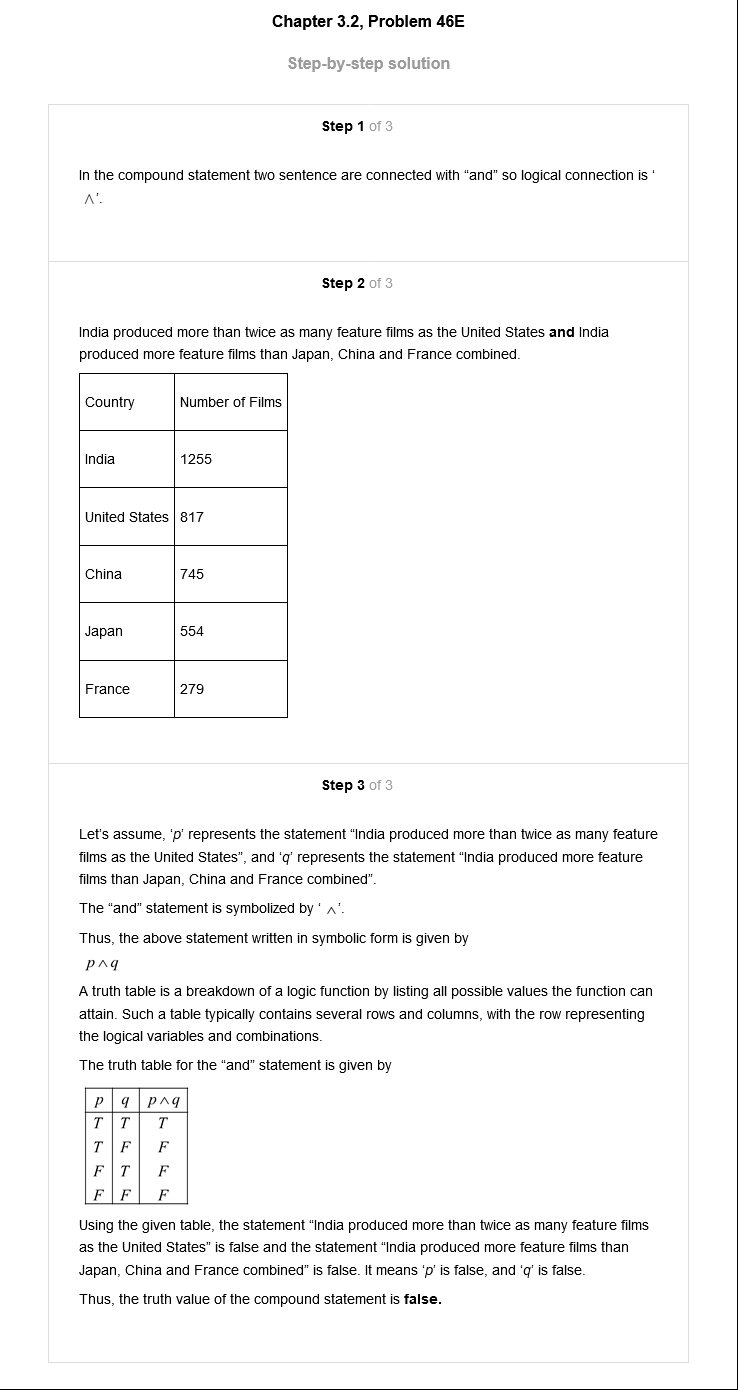 Chapter 3.2, Problem 46E
Step-by-step solution
Step 1 of 3
In the compound statement two sentence are connected with “and” so logical connection is ‘
∧’.
Step 2 of 3
India produced more than twice as many feature films as the United States and India
produced more feature films than Japan, China and France combined.
Country Number of Films
India 1255
United States 817
China 745
Japan 554
France 279
Step 3 of 3
Let’s assume, ‘p’ represents the statement “India produced more than twice as many feature
films as the United States”, and ‘q’ represents the statement “India produced more feature
films than Japan, China and France combined”.
The “and” statement is symbolized by ‘ ∧’.
Thus, the above statement written in symbolic form is given by
p∧q
A truth table is a breakdown of a logic function by listing all possible values the function can
attain. Such a table typically contains several rows and columns, with the row representing
the logical variables and combinations.
The truth table for the “and” statement is given by
p q p∧q
T T T
T F F
F T F
F F F
Using the given table, the statement “India produced more than twice as many feature films
as the United States” is false and the statement “India produced more feature films than
Japan, China and France combined” is false. It means ‘p’ is false, and ‘q’ is false.
Thus, the truth value of the compound statement is false.